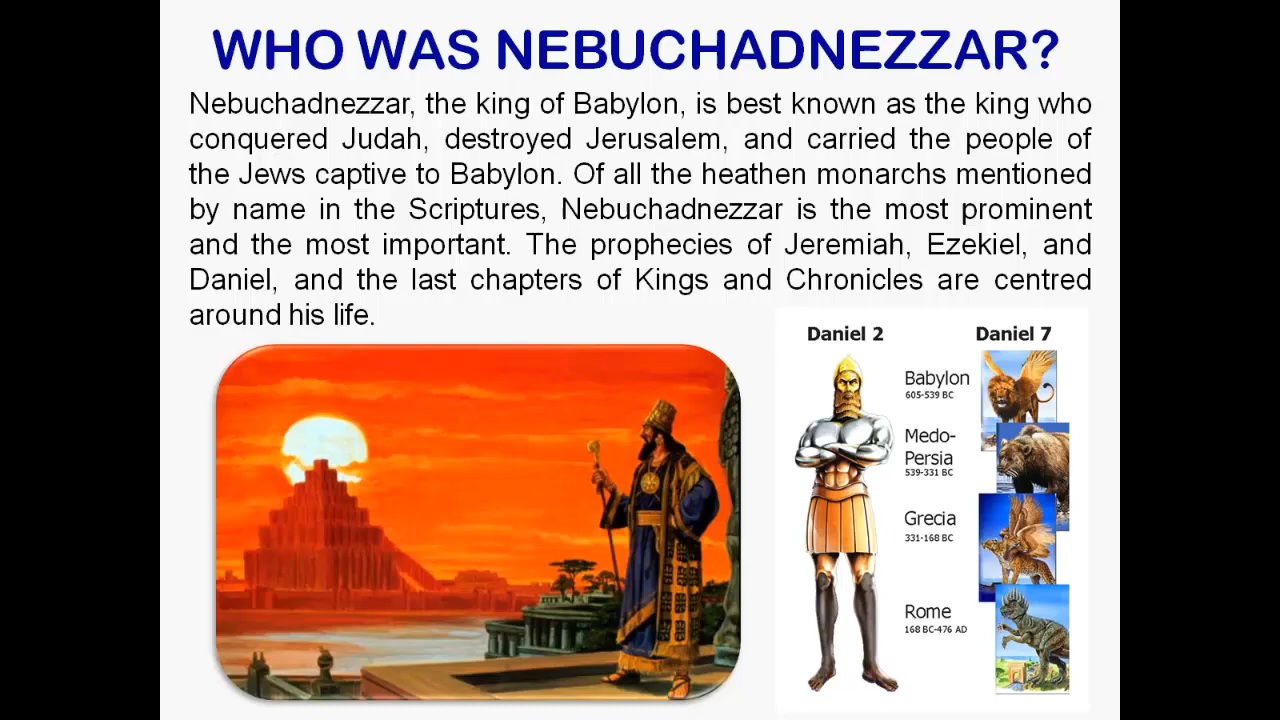 WHO WAS NEBUCHADNEZZAR?
Nebuchadnezzar, the king of Babylon, is best known as the king who
conquered Judah, destroyed Jerusalem, and carried the people of
the Jews captive to Babylon. Of all the heathen monarchs mentioned
by name in the Scriptures, Nebuchadnezzar is the most prominent
and the most important. The prophecies of Jeremiah, Ezekiel, and
Daniel, and the last chapters of Kings and Chronicles are centred
around his life.
Daniel 2
Daniel 7
Babylon
605-539 BC
Medo-
Persia
539-331 BC
Grecia
331-168 BC
Rome
168 BC-476 AD